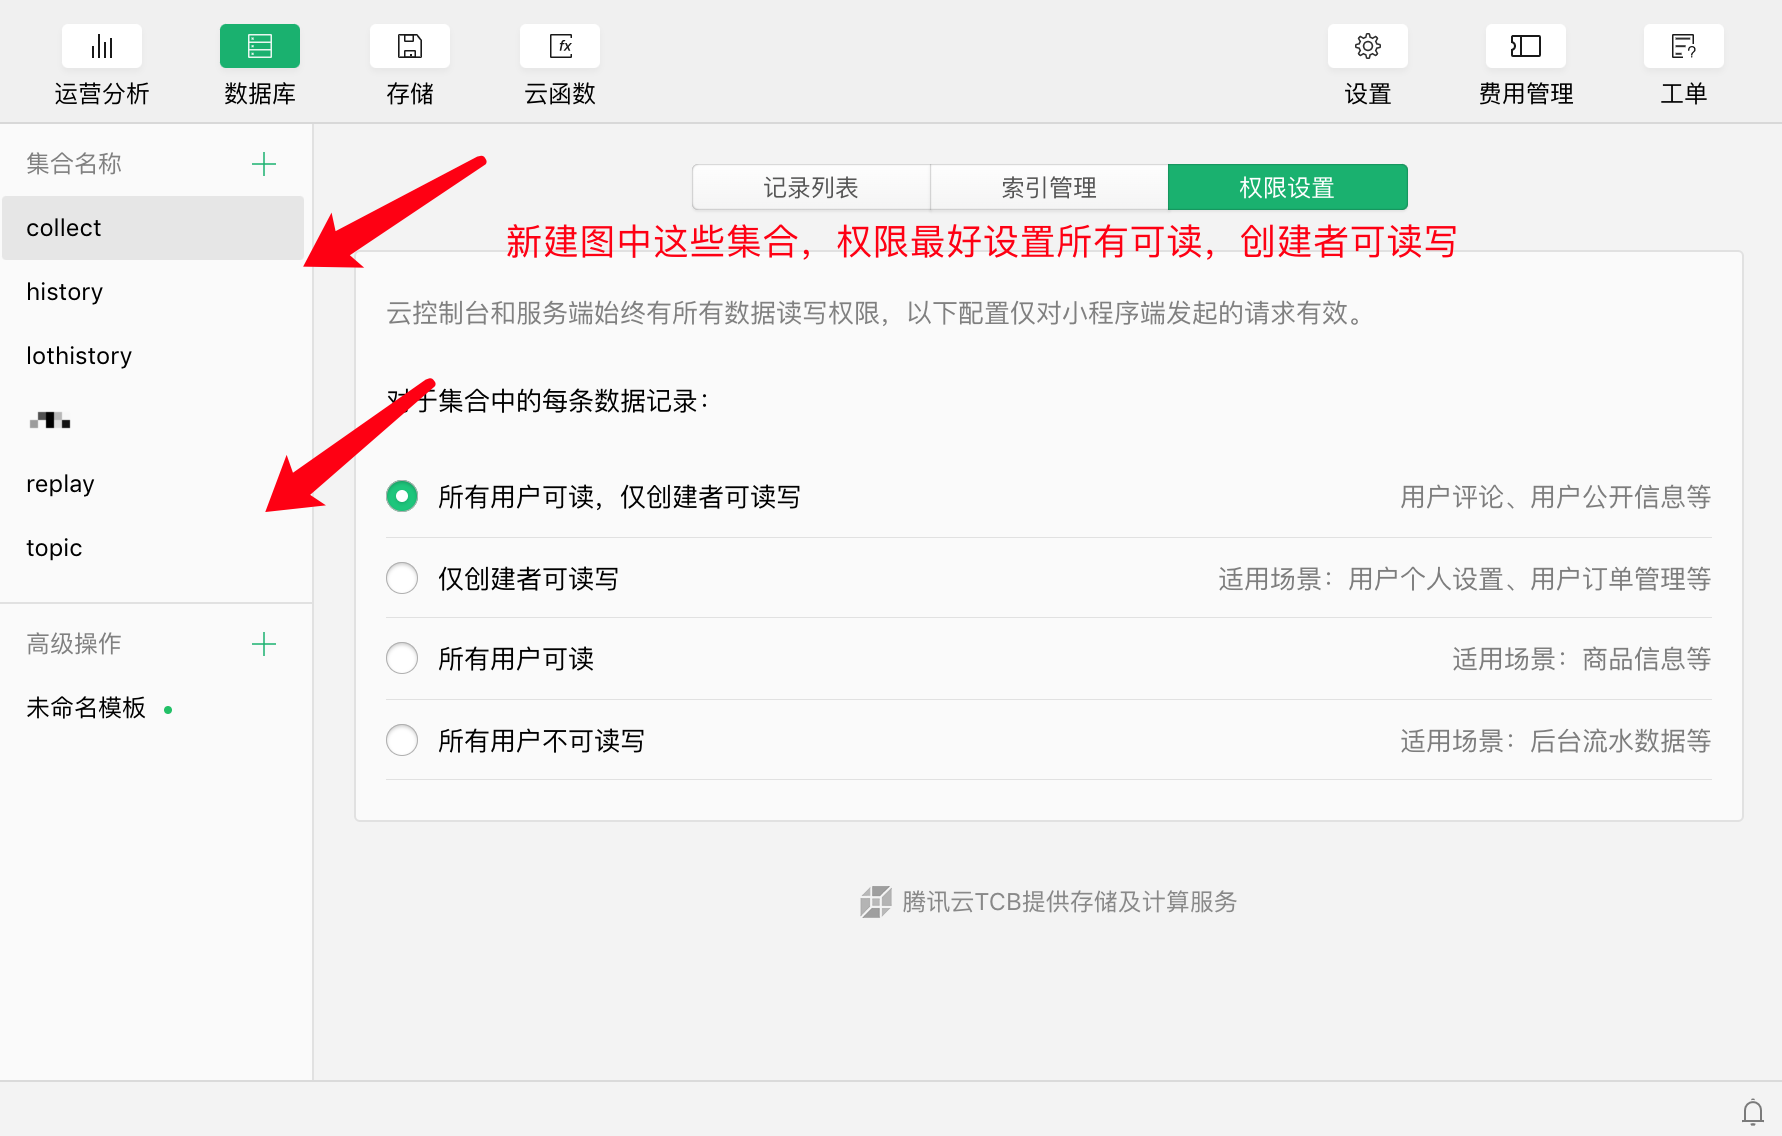 运营分析
数据库
存储
云函数
设置
费用管理
工单
集合名称
collect
history
lothistory
replay
topic
高级操作
未命名模板
记录列表
索引管理
权限设置
新建图中这些集合，权限最好设置所有可读，创建者可读写
云控制台和服务端始终有所有数据读写权限，以下配置仅对小程序端发起的请求有效。
对于集合中的每条数据记录：
所有用户可读，仅创建者可读写
用户评论、用户公开信息等
仅创建者可读写
适用场景：用户个人设置、用户订单管理等
所有用户可读
适用场景：商品信息等
所有用户不可读写
适用场景：后台流水数据等
腾讯云TCB提供存储及计算服务